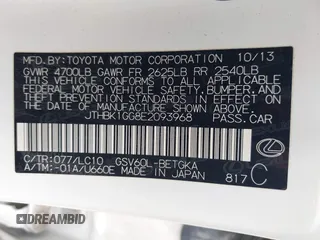 MFD.BY:TOYOTA MOTOR CORPORATION 10/13
GVWR 4700LB GAWR FR 2625LB RR 2540LB
THIS VEHICLE CONFORMS TO ALL APPLICABLE
FEDERAL MOTOR VEHICLE SAFETY, BUMPER, AND
THEFT PREVENTION STANDARDS IN EFFECT ON
THE DATE OF MANUFACTURE SHOWN ABOVE.
JTHBK1GG8E2093968 PASS.CAR
C/TR:077/LC10 GSV60L-BETGKA
A/TM:-01A/U660E MADE IN JAPAN 817C
DREAMBID